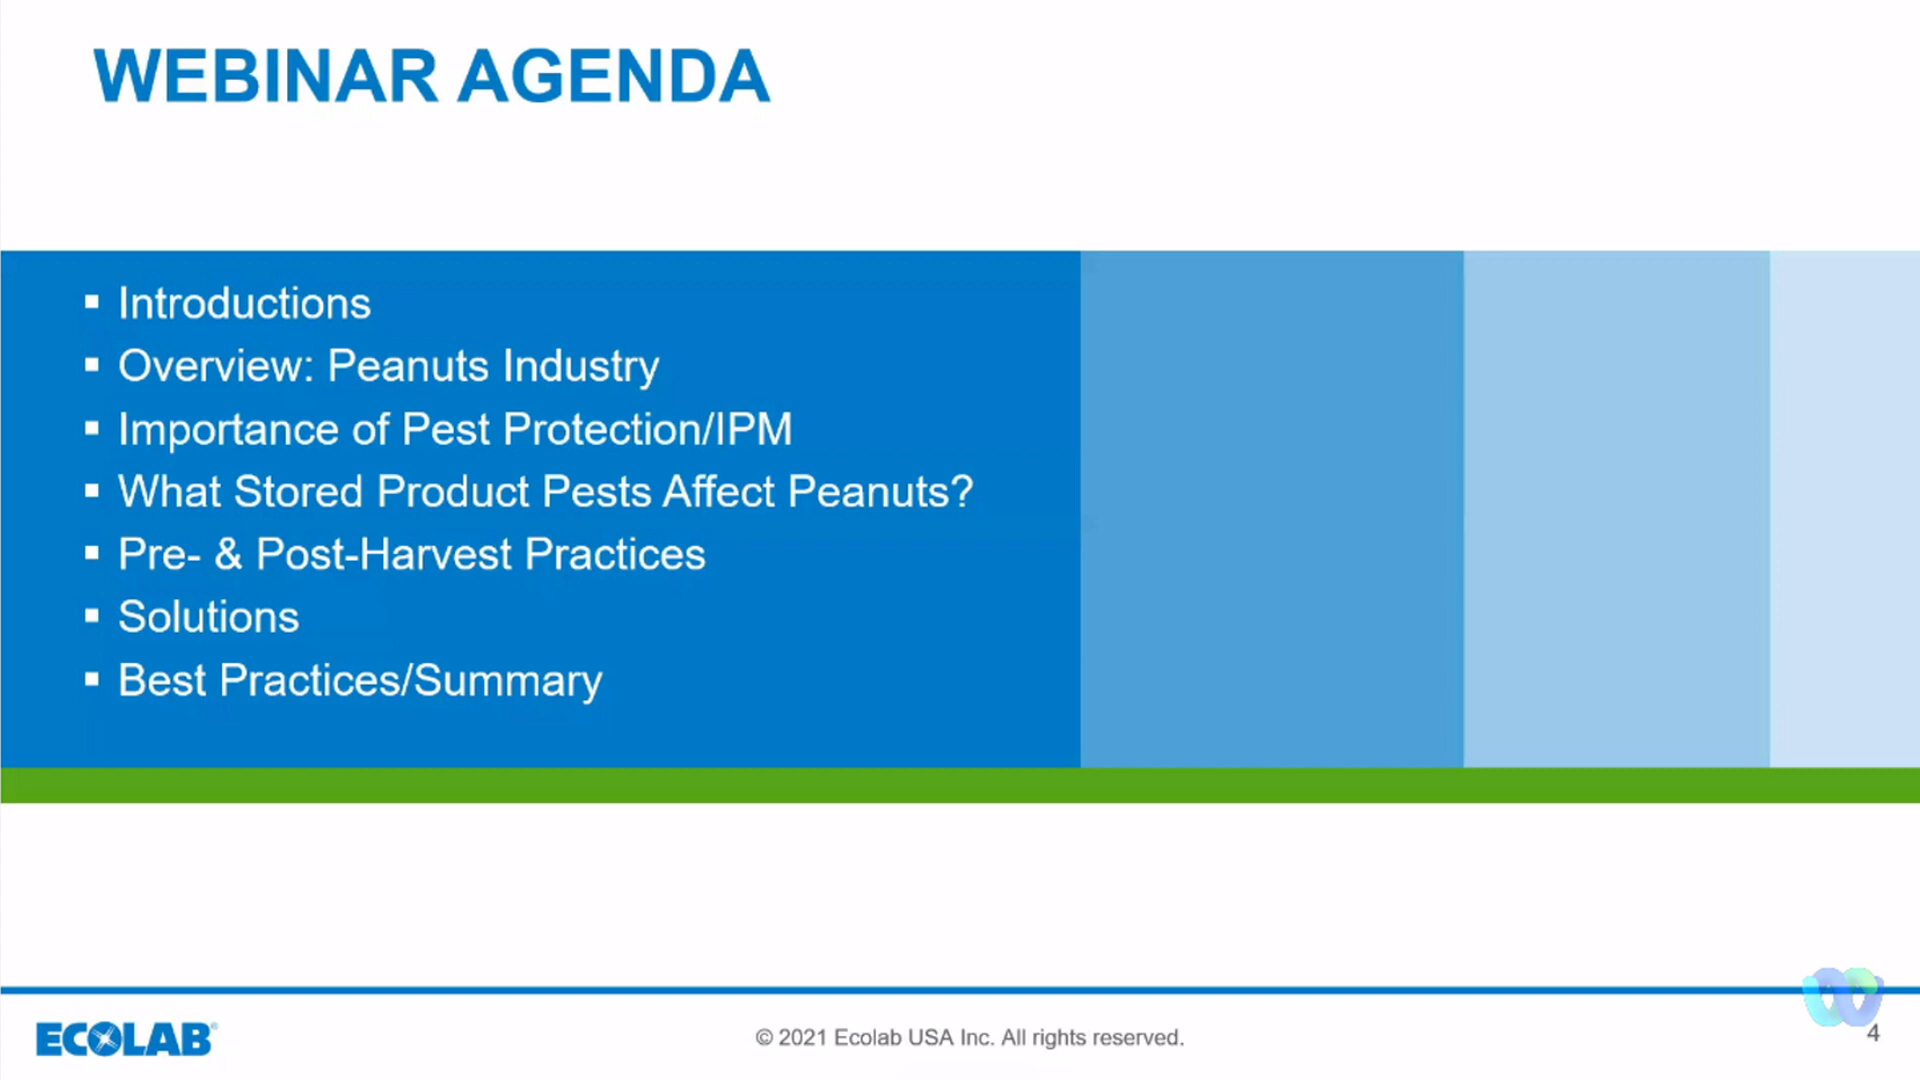 WEBINAR AGENDA
▪ Introductions
▪ Overview: Peanuts Industry
▪ Importance of Pest Protection/IPM
▪ What Stored Product Pests Affect Peanuts?
▪ Pre- & Post-Harvest Practices
▪ Solutions
▪ Best Practices/Summary
ECOLAB®
© 2021 Ecolab USA Inc. All rights reserved.
4